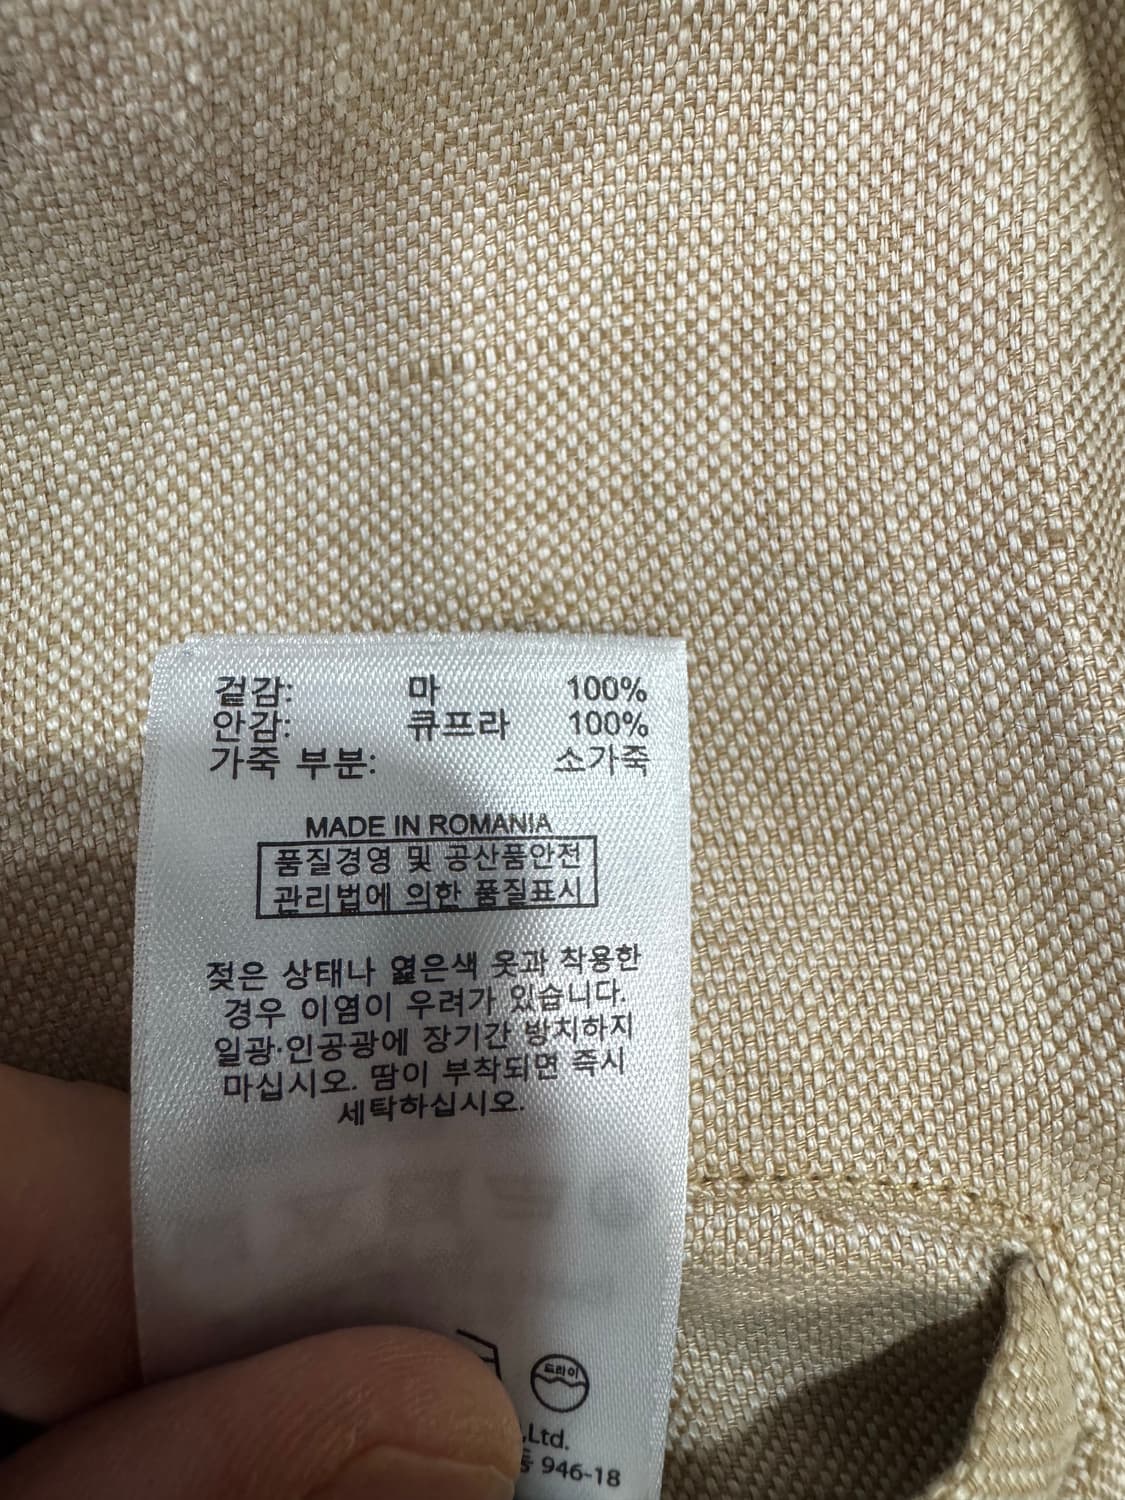 겉감: 마 100%
안감: 큐프라 100%
가죽 부분: 소가죽
MADE IN ROMANIA
품질경영 및 공산품안전
관리법에 의한 품질표시
젖은 상태나 엷은색 옷과 착용한
경우 이염이 우려가 있습니다.
일광·인공광에 장기간 방치하지
마십시오. 땀이 부착되면 즉시
세탁하십시오.
드라이
.,Ltd.
동 946-18